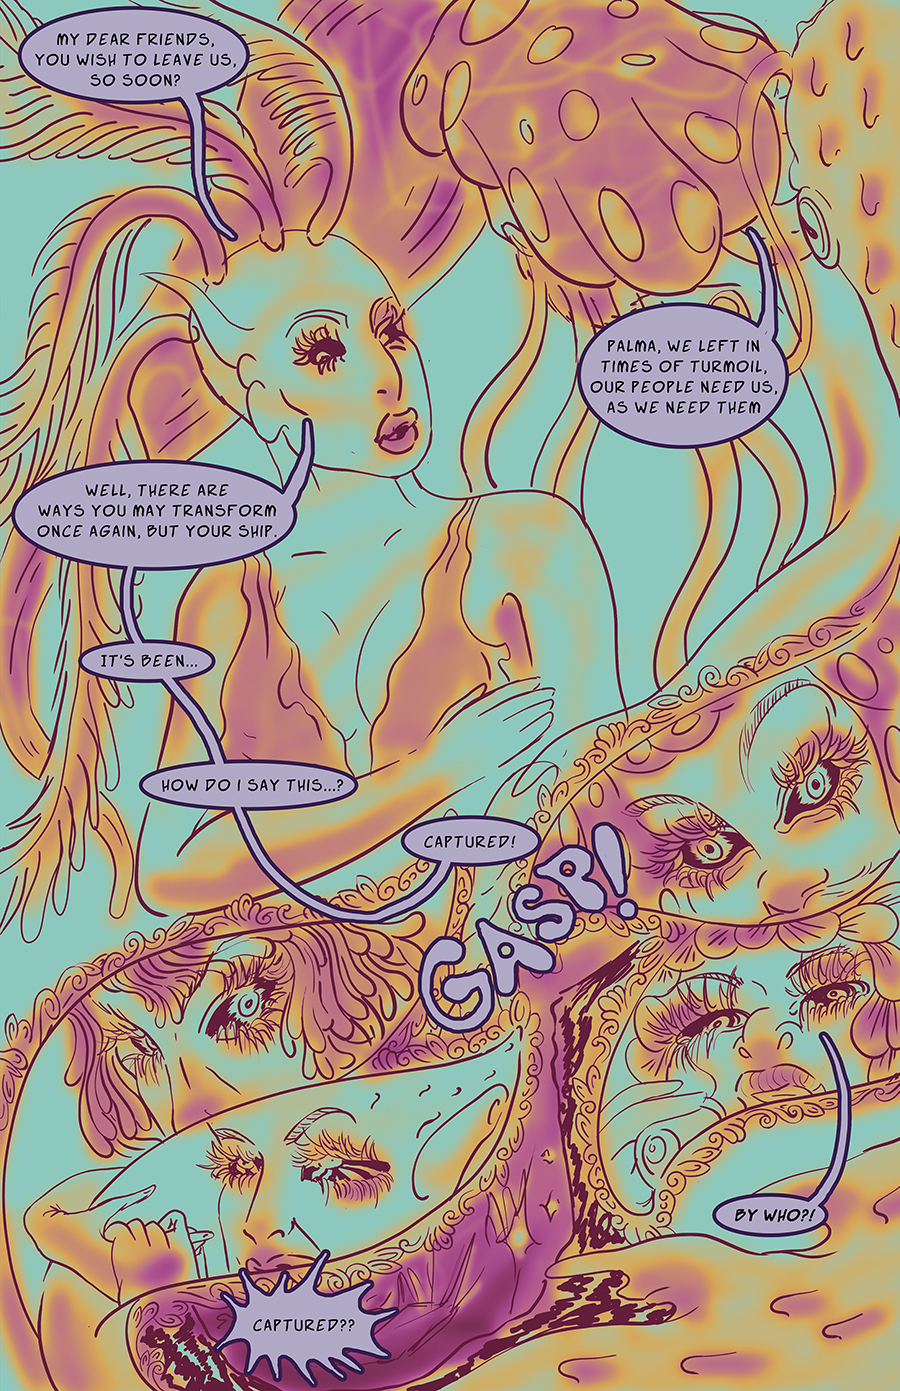 MY DEAR FRIENDS,
YOU WISH TO LEAVE US,
SO SOON?
PALMA, WE LEFT IN
TIMES OF TURMOIL,
OUR PEOPLE NEED US,
AS WE NEED THEM
WELL, THERE ARE
WAYS YOU MAY TRANSFORM
ONCE AGAIN, BUT YOUR SHIP.
IT'S BEEN...
HOW DO I SAY THIS...?
CAPTURED!
GASP!
BY WHO?!
CAPTURED??